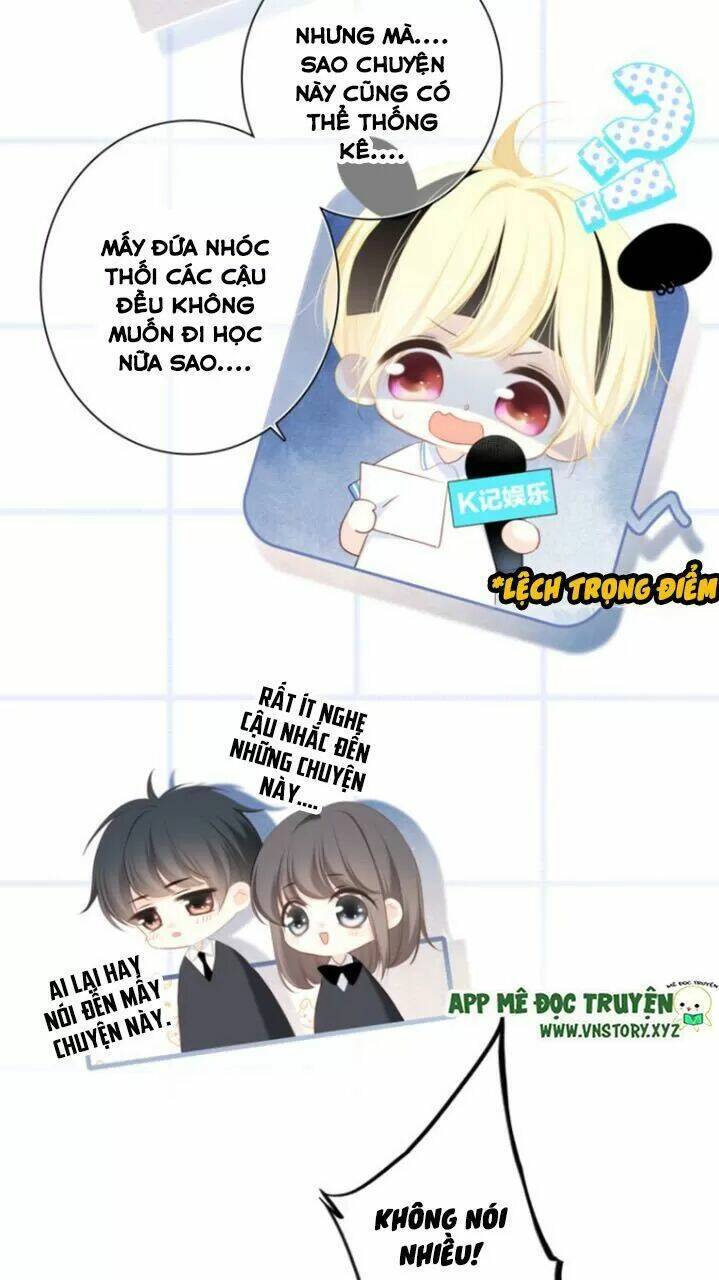 NHƯNG MÀ....
SAO CHUYỆN
NÀY CŨNG CÓ
THỂ THỐNG
KÊ....
?!
MẤY ĐỨA NHÓC
THỐI CÁC CẬU
ĐỀU KHÔNG
MUỐN ĐI HỌC
NỮA SAO....
K记娱乐
*LỆCH TRỌNG ĐIỂM
RẤT ÍT NGHE
CẬU NHẮC ĐẾN
NHỮNG CHUYỆN
NÀY....
AI LẠI HAY
NÓI ĐẾN MẤY
CHUYỆN NÀY.
MÊ ĐỌC TRUYỆN
APP MÊ ĐỌC TRUYỆN
WWW.VNSTORY.XYZ
KHÔNG NÓI
NHIỀU!